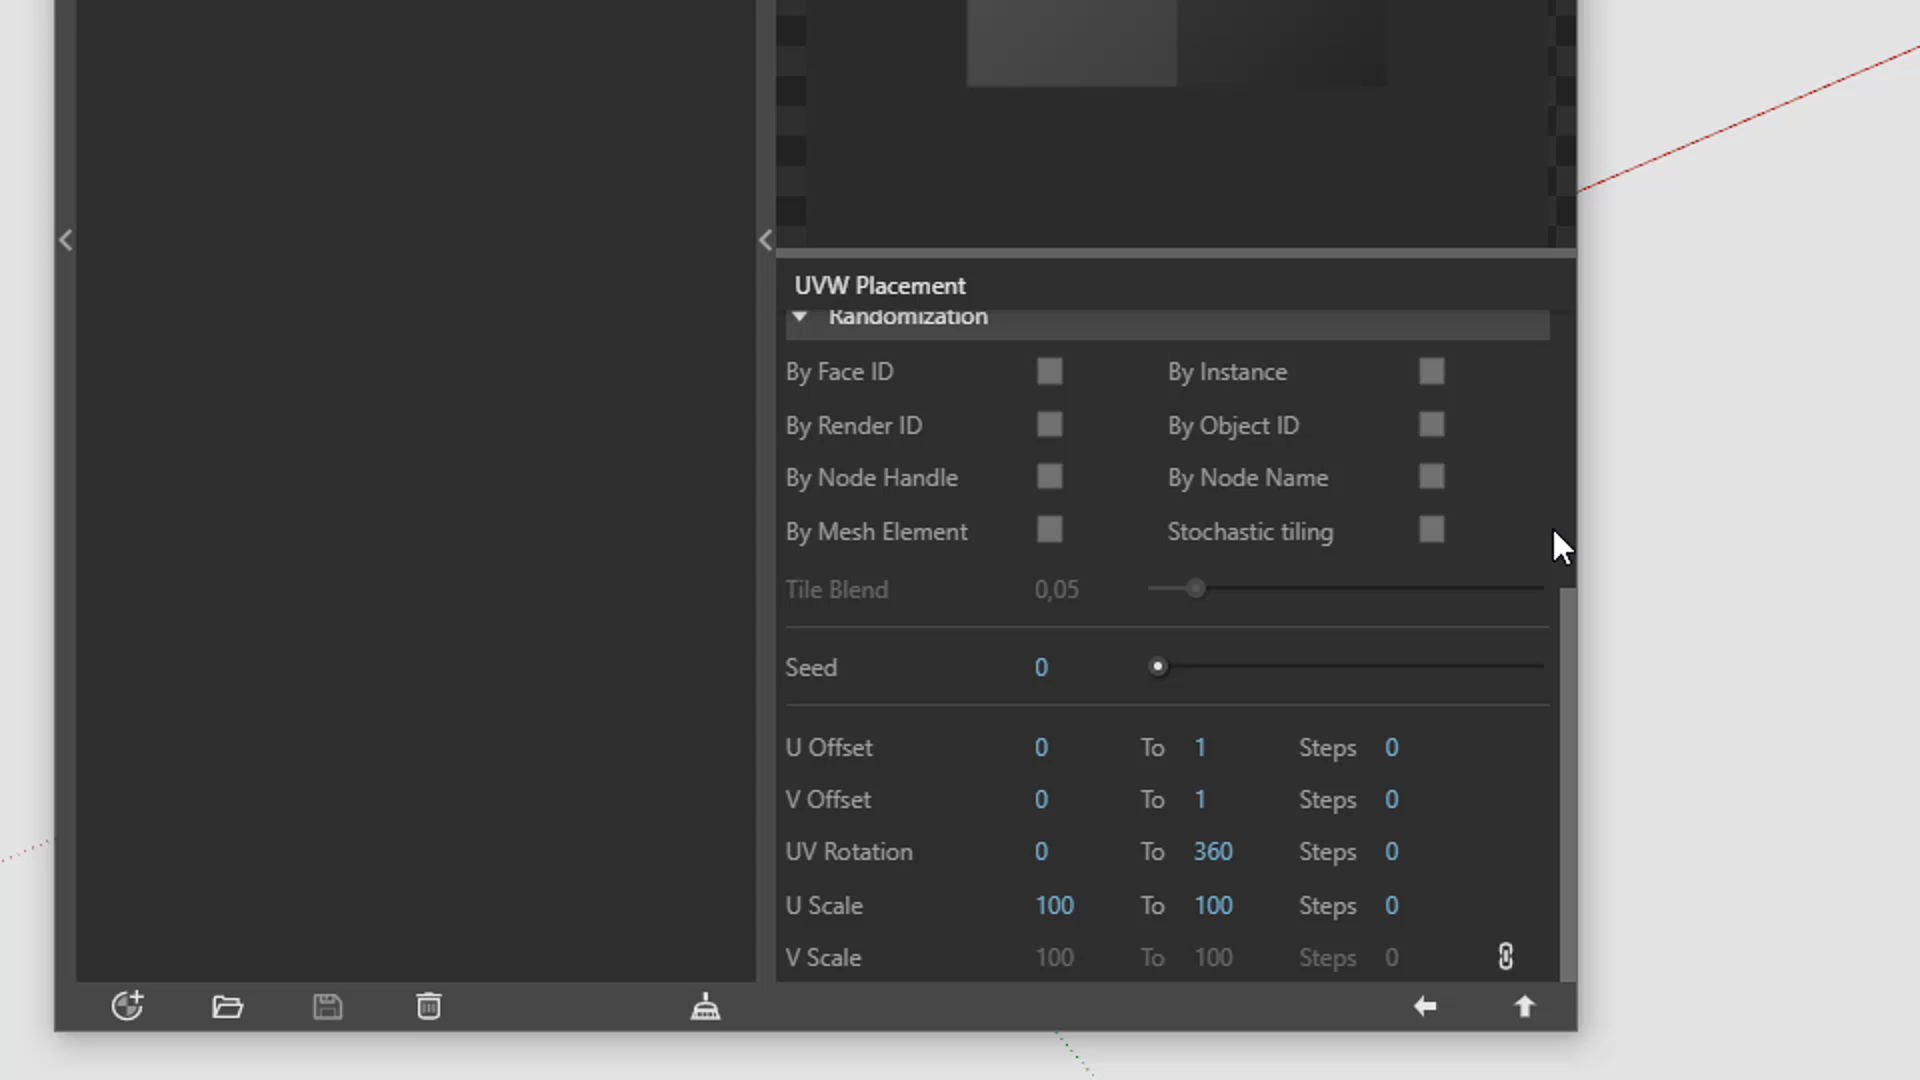 UVW Placement
Randomization
By Face ID By Instance
By Render ID By Object ID
By Node Handle By Node Name
By Mesh Element Stochastic tiling
Tile Blend 0,05
Seed 0
U Offset 0 To 1 Steps 0
V Offset 0 To 1 Steps 0
UV Rotation 0 To 360 Steps 0
U Scale 100 To 100 Steps 0
V Scale 100 To 100 Steps 0